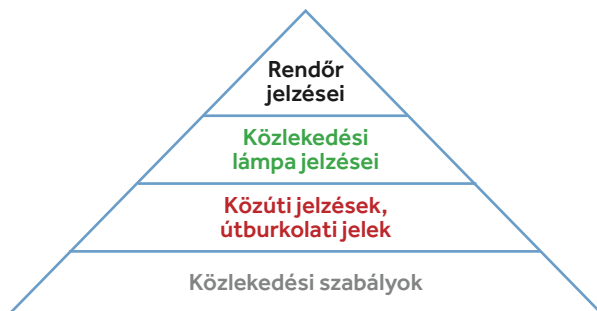 Rendőr
jelzései
Közlekedési
lámpa jelzései
Közúti jelzések,
útburkolati jelek
Közlekedési szabályok